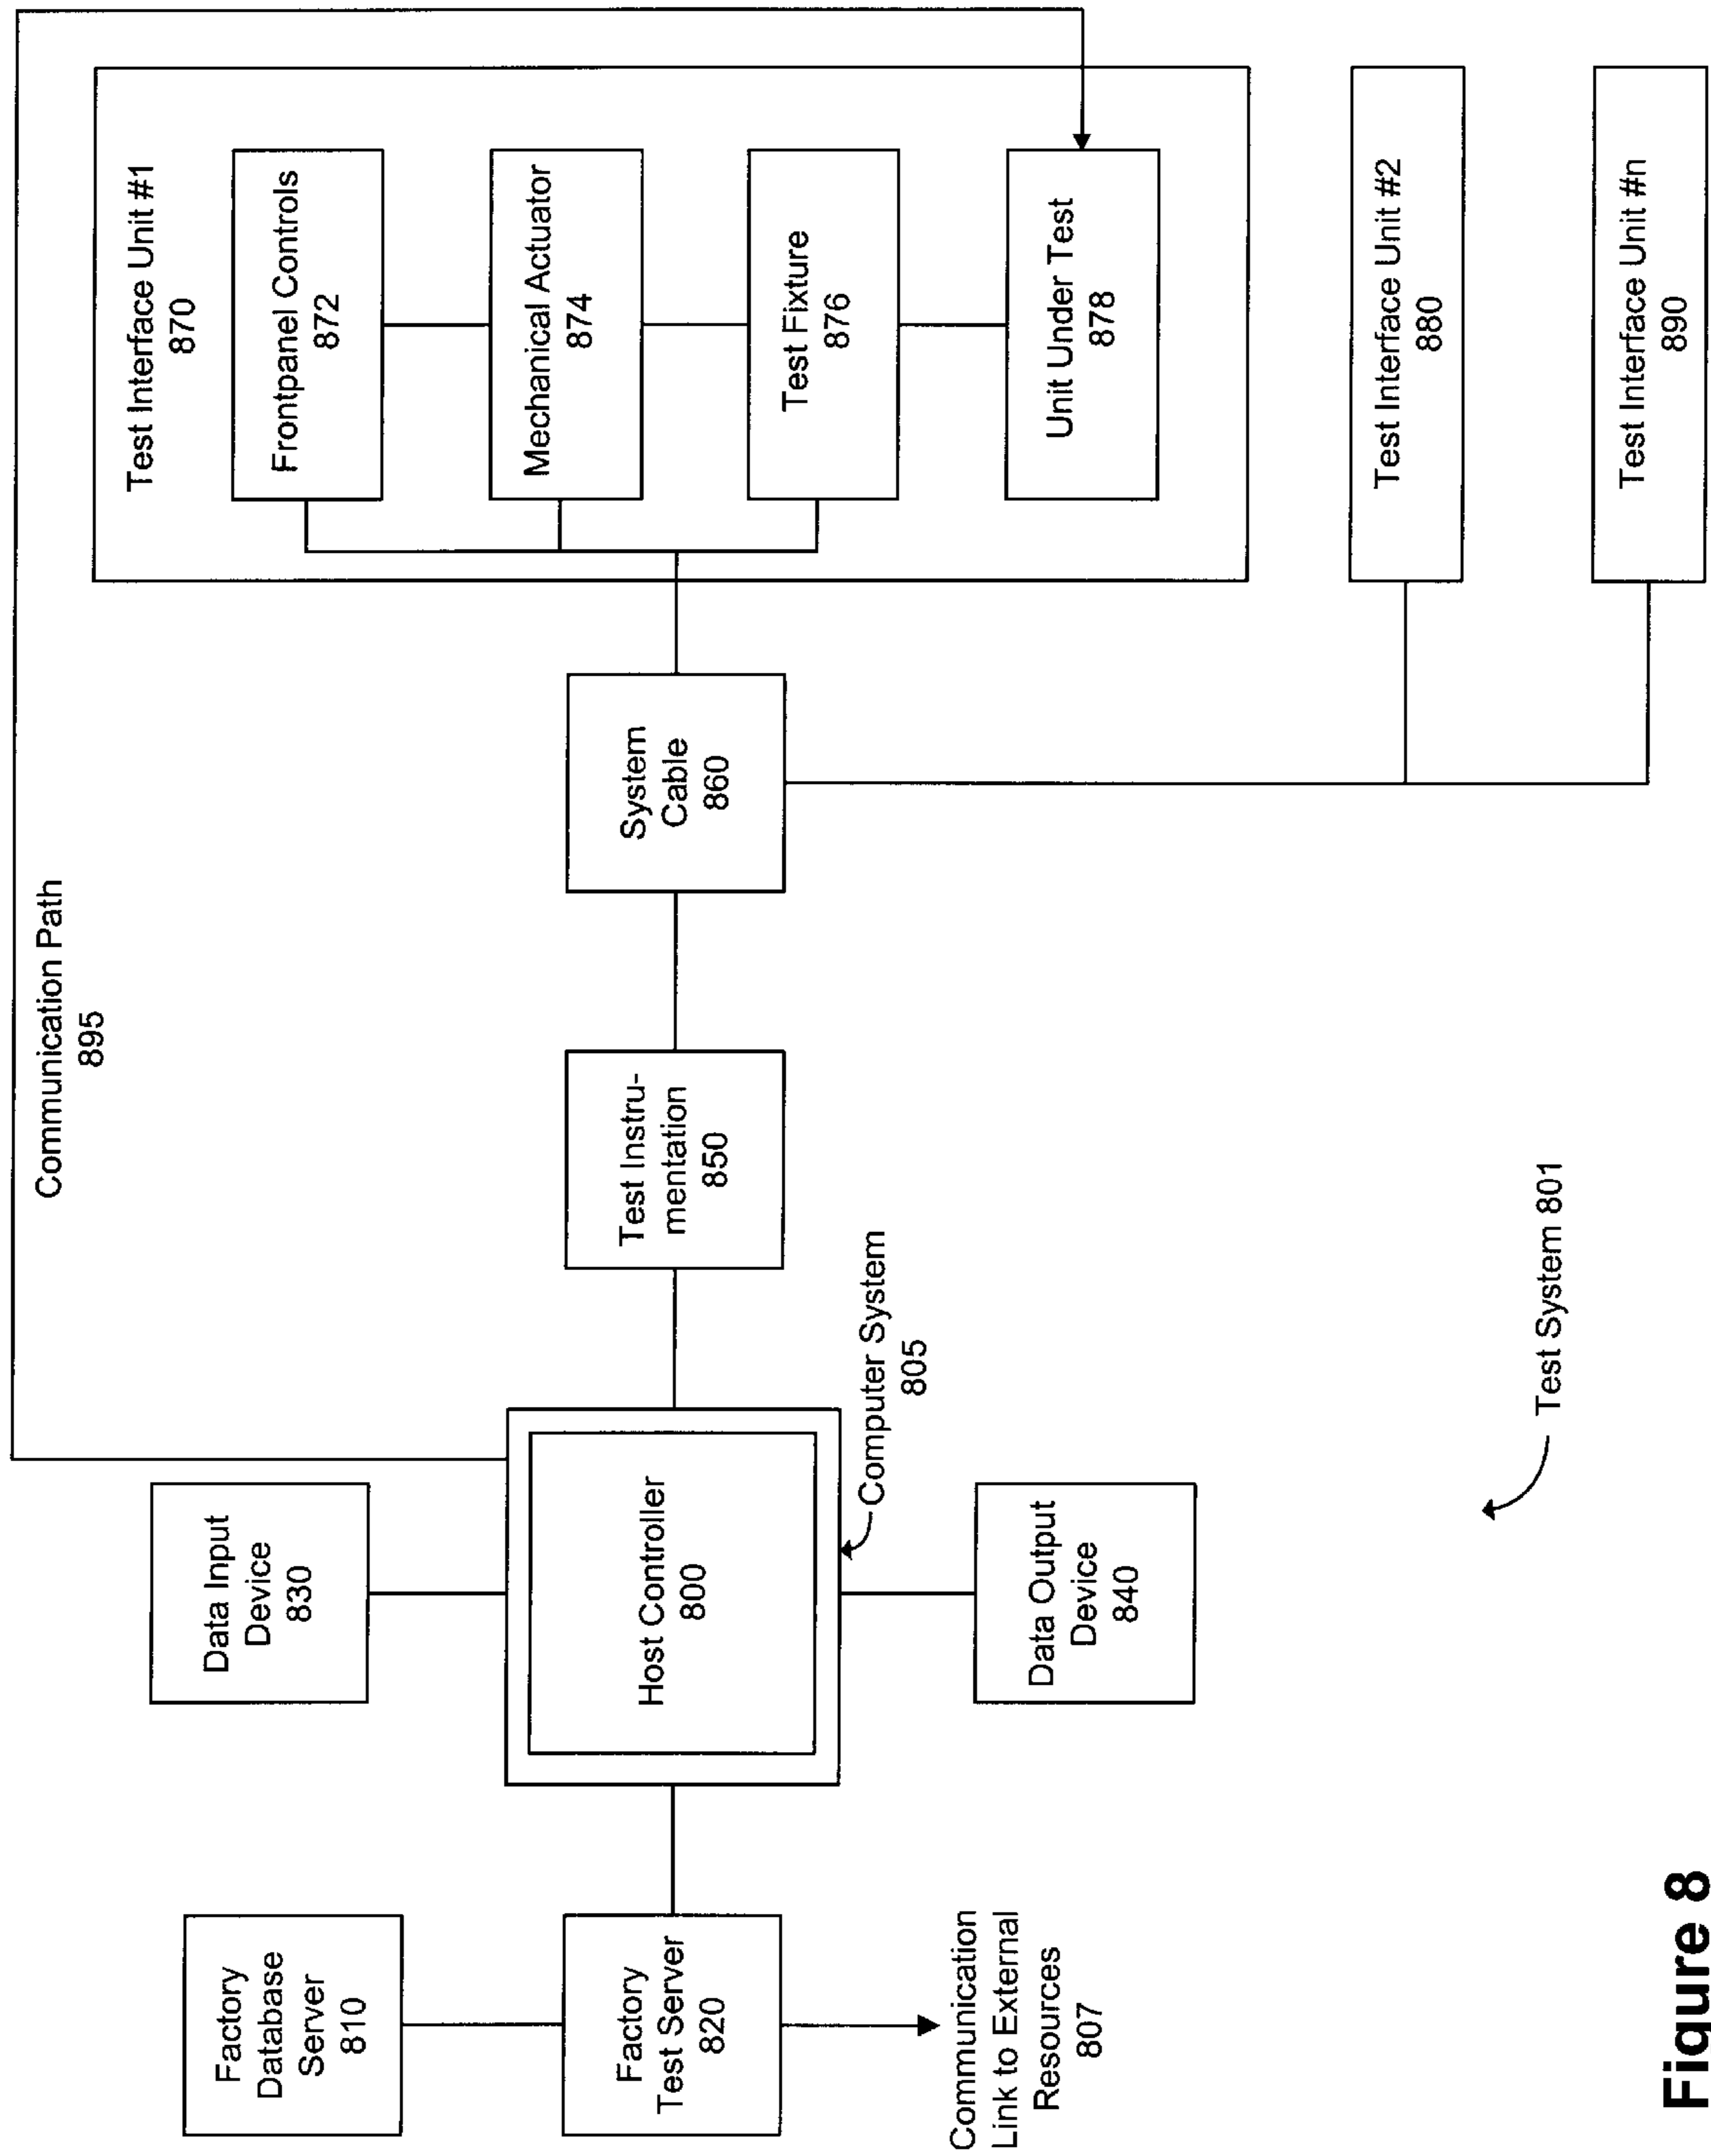 Communication Path
895
Test Interface Unit #1
870
Frontpanel Controls
872
Mechanical Actuator
874
Test Fixture
876
Unit Under Test
878
Test Interface Unit #2
880
Test Interface Unit #n
890
System
Cable
860
Test Instru-
mentation
850
Data Input
Device
830
Host Controller
800
Computer System
805
Data Output
Device
840
Factory
Database
Server
810
Factory
Test Server
820
Communication
Link to External
Resources
807
Test System 801
Figure 8